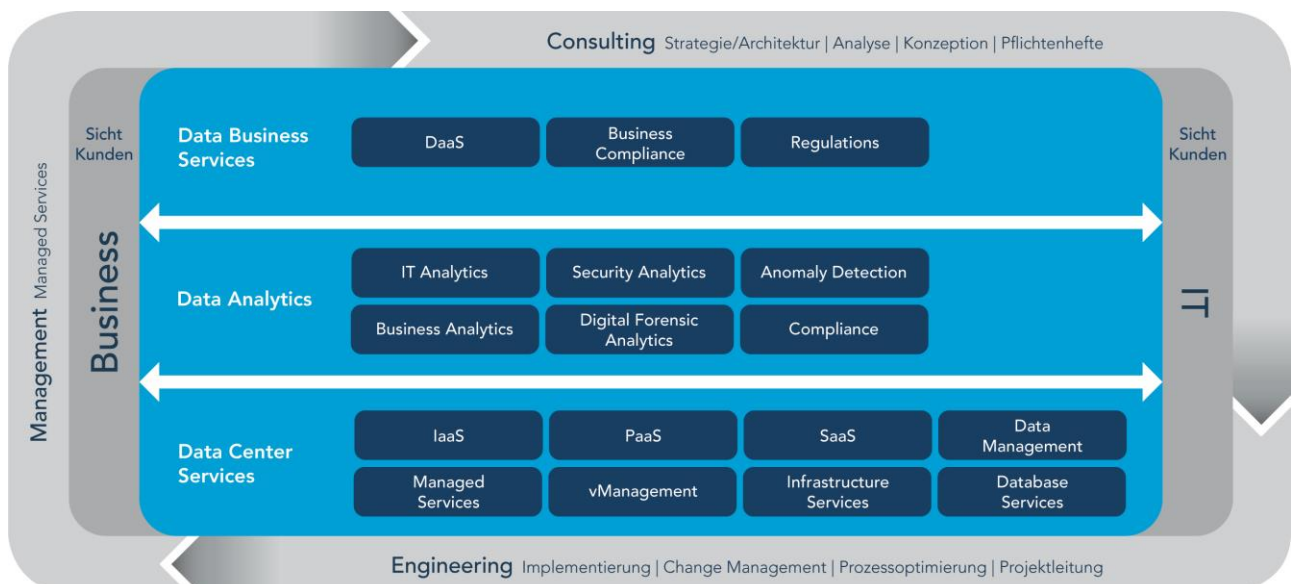 Consulting Strategie/Architektur | Analyse | Konzeption | Pflichtenhefte
Management Managed Services
Sicht
Kunden
Business
Data Business
Services
DaaS
Business
Compliance
Regulations
Data Analytics
IT Analytics
Security Analytics
Anomaly Detection
Business Analytics
Digital Forensic
Analytics
Compliance
Data Center
Services
IaaS
PaaS
SaaS
Data
Management
Managed
Services
vManagement
Infrastructure
Services
Database
Services
Sicht
Kunden
IT
Engineering Implementierung | Change Management | Prozessoptimierung | Projektleitung